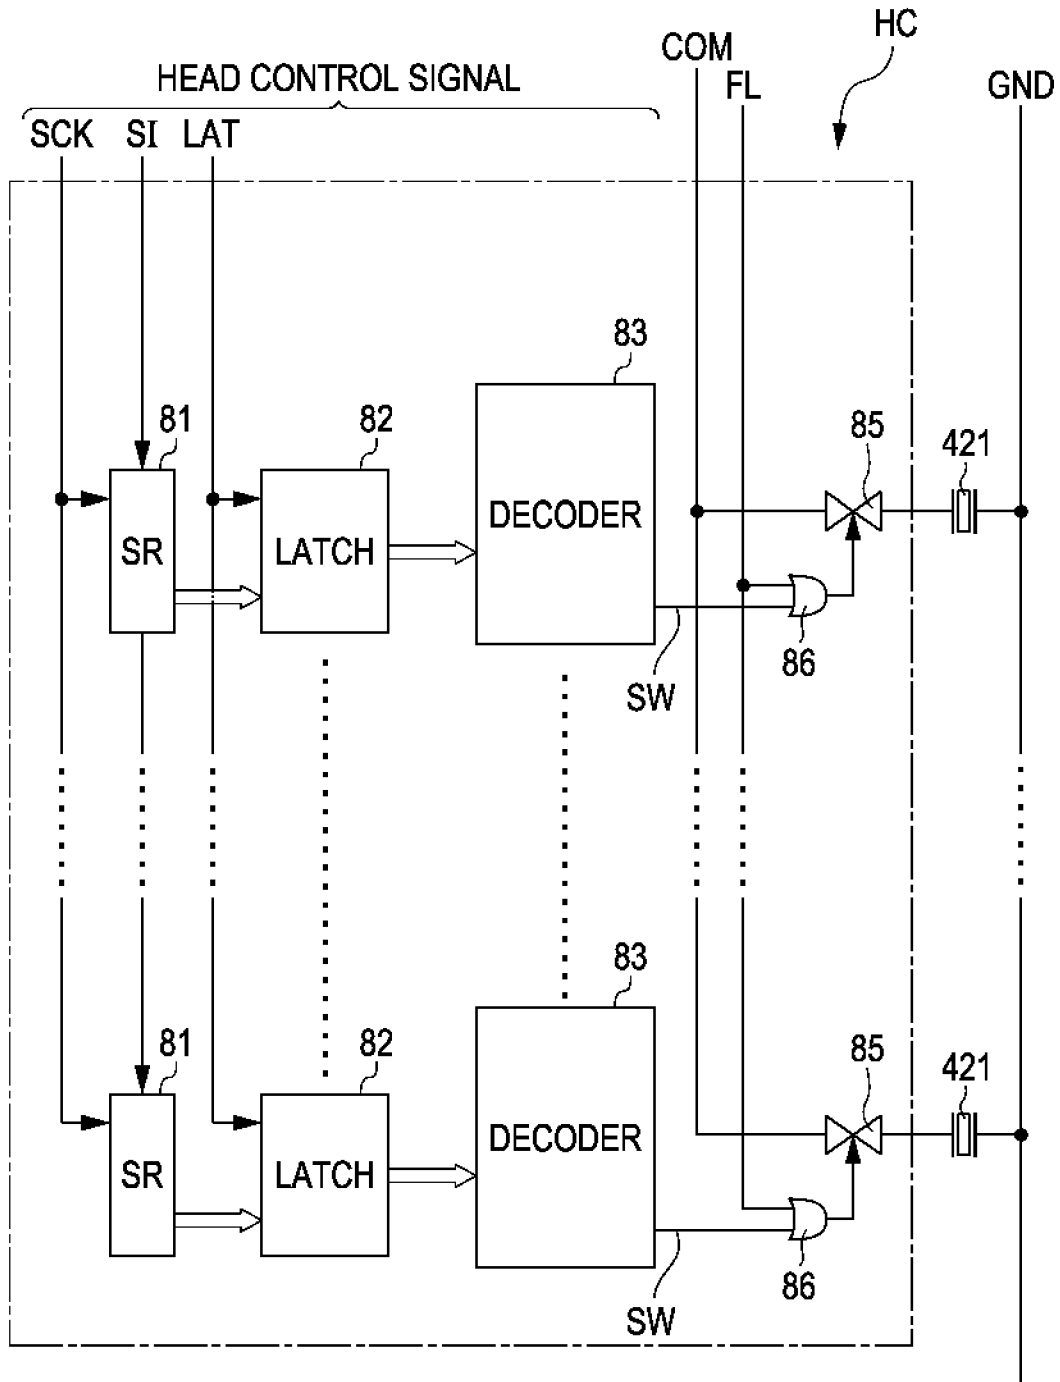 HC
COM
HEAD CONTROL SIGNAL
FL
GND
SCK SI LAT
83
81
82
85
421
DECODER
SR
LATCH
86
SW
83
81
82
85
421
DECODER
SR
LATCH
86
SW